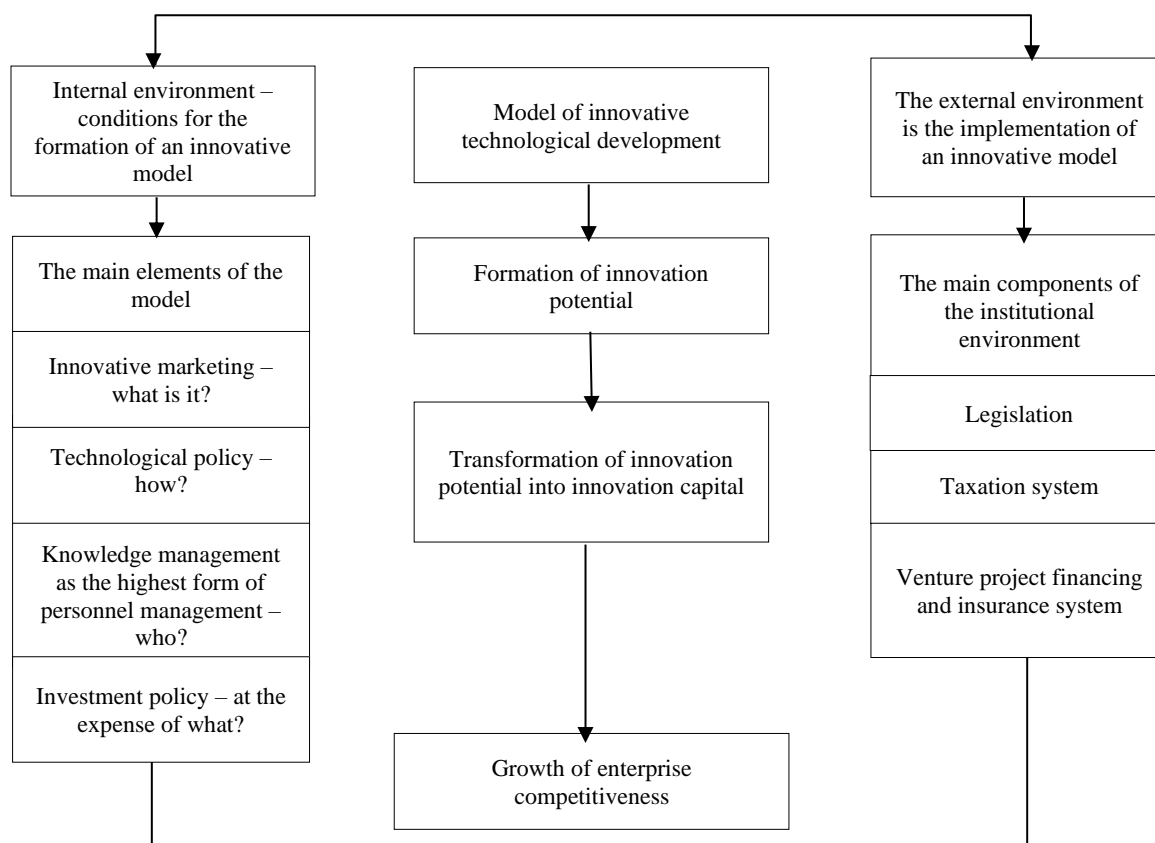 Internal environment –
conditions for the
formation of an innovative
model
The main elements of the
model
Innovative marketing –
what is it?
Technological policy –
how?
Knowledge management
as the highest form of
personnel management –
who?
Investment policy – at the
expense of what?
Model of innovative
technological development
Formation of innovation
potential
Transformation of innovation
potential into innovation capital
Growth of enterprise
competitiveness
The external environment
is the implementation of
an innovative model
The main components of
the institutional
environment
Legislation
Taxation system
Venture project financing
and insurance system